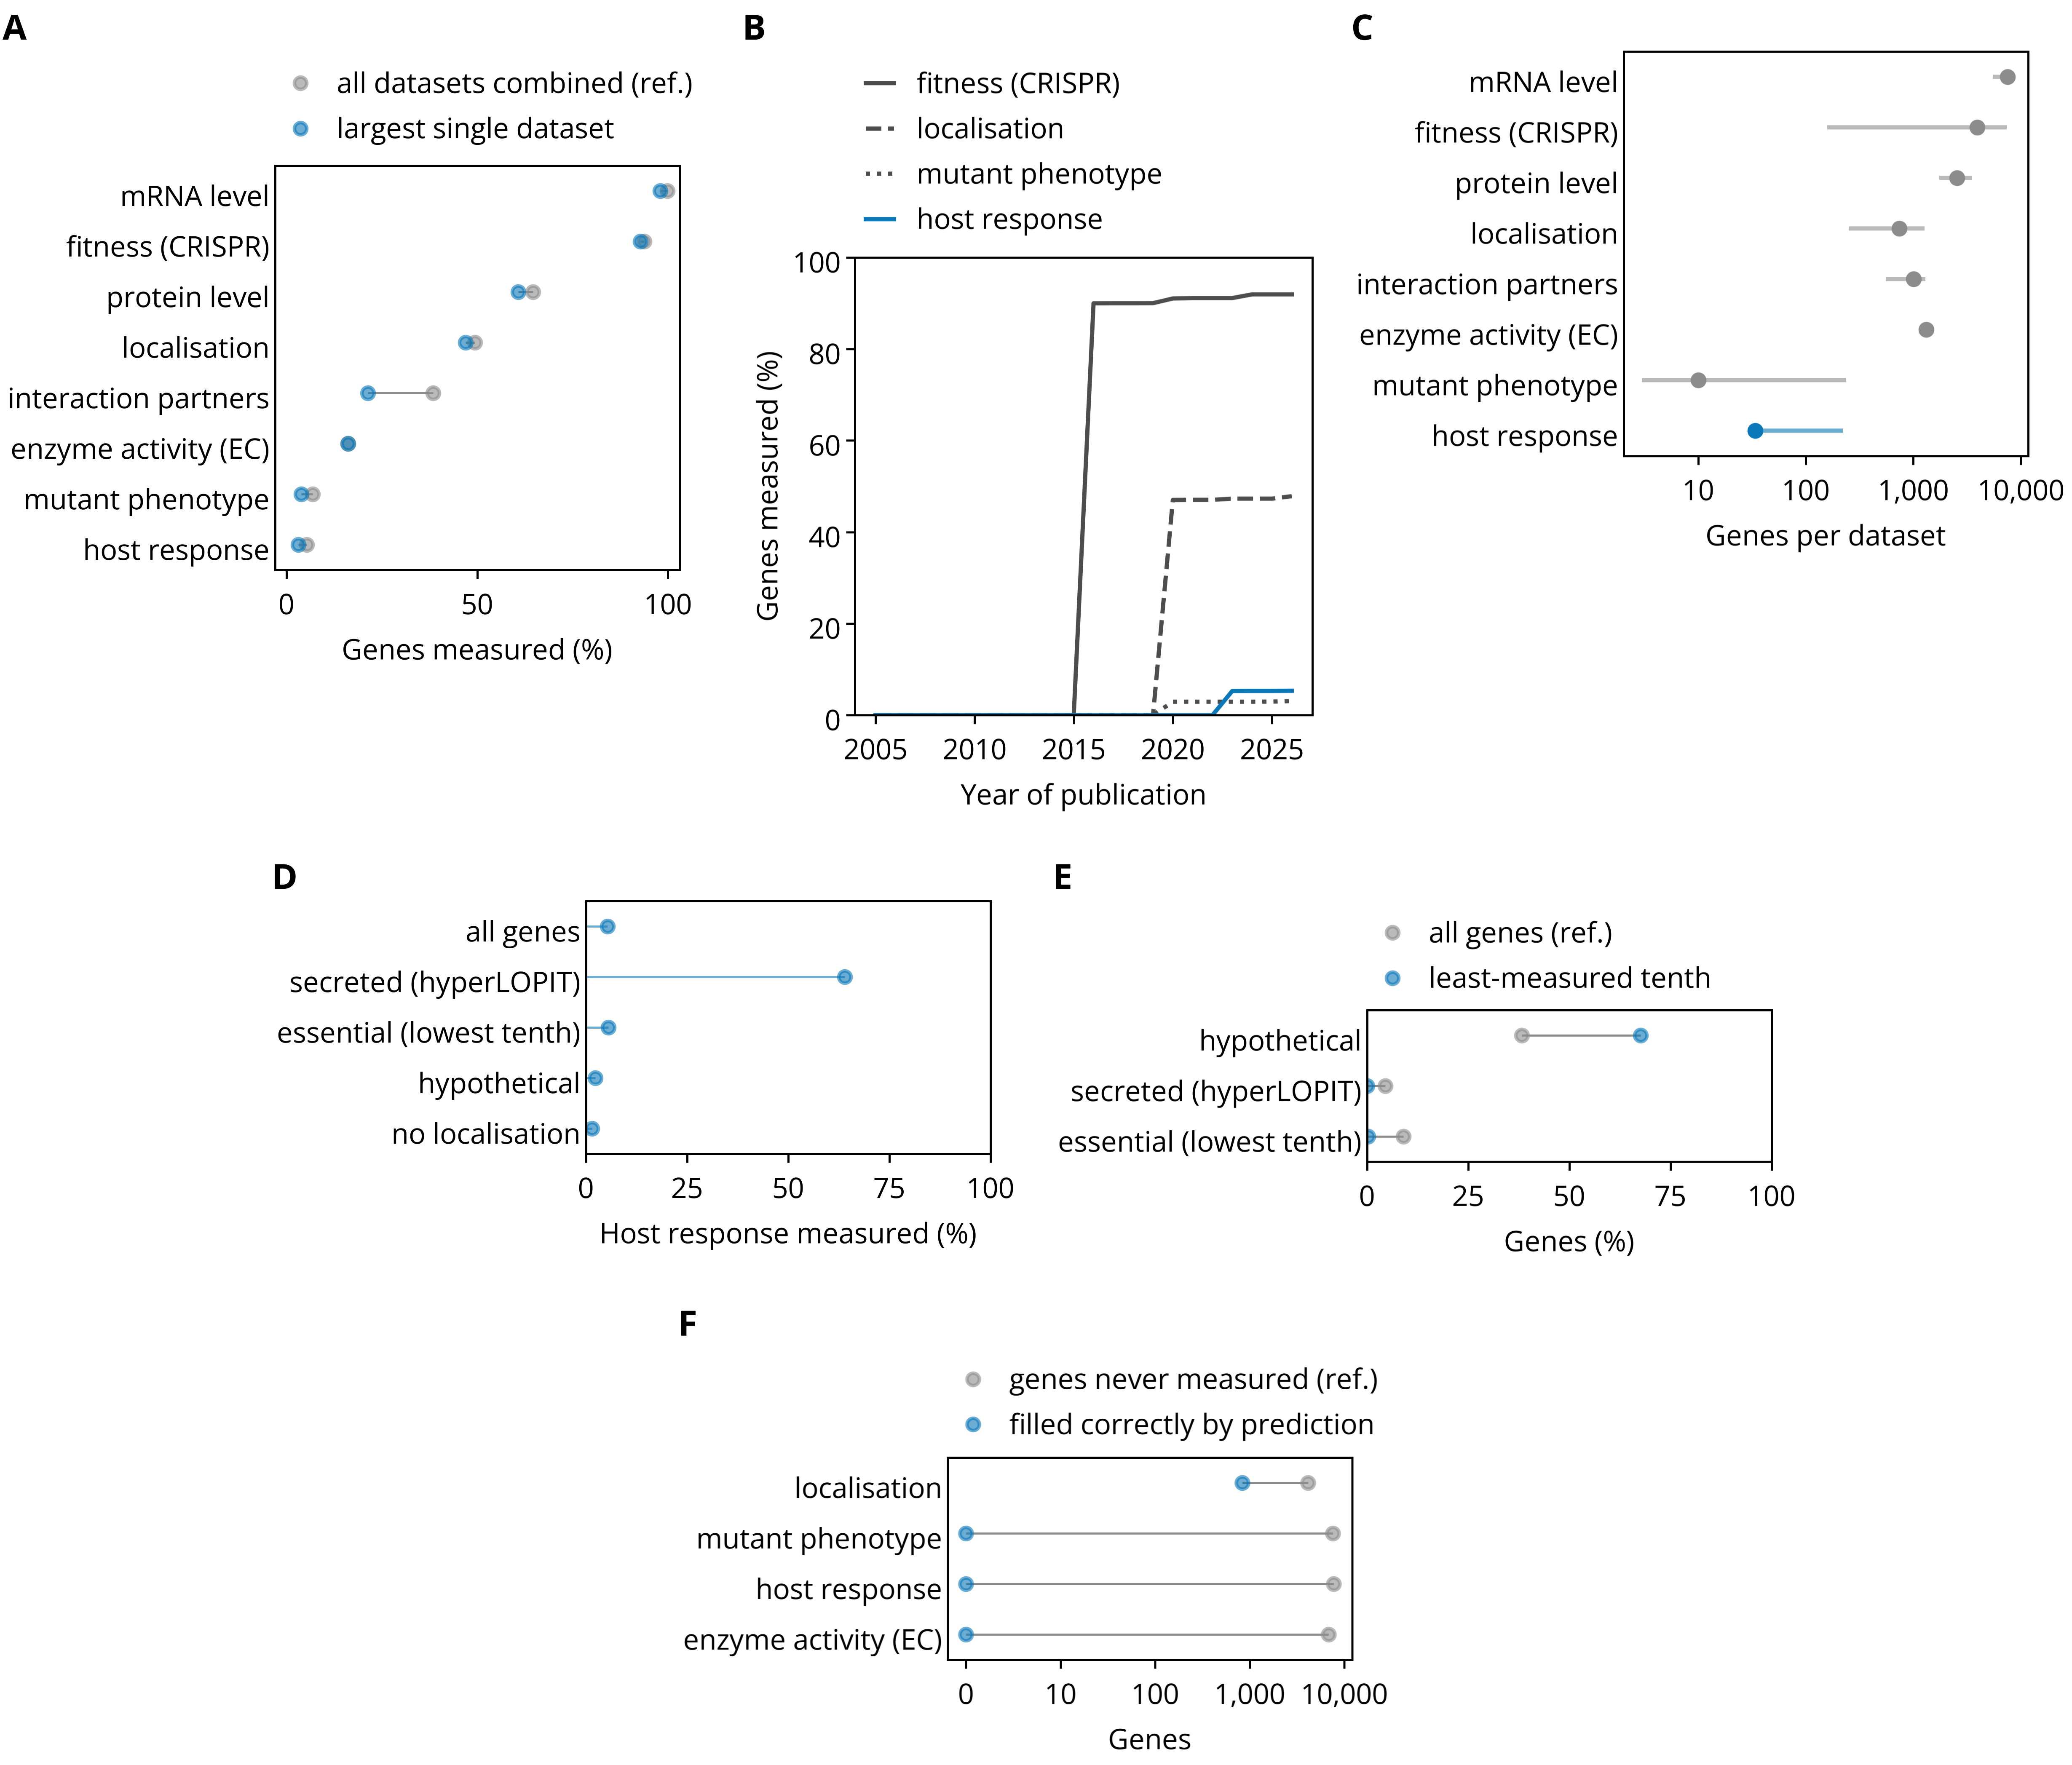 A
all datasets combined (ref.)
largest single dataset
mRNA level
fitness (CRISPR)
protein level
localisation
interaction partners
enzyme activity (EC)
mutant phenotype
host response
0 50 100
Genes measured (%)
B
fitness (CRISPR)
localisation
mutant phenotype
host response
100
80
60
40
20
0
Genes measured (%)
2005 2010 2015 2020 2025
Year of publication
C
mRNA level
fitness (CRISPR)
protein level
localisation
interaction partners
enzyme activity (EC)
mutant phenotype
host response
10 100 1,000 10,000
Genes per dataset
D
all genes
secreted (hyperLOPIT)
essential (lowest tenth)
hypothetical
no localisation
0 25 50 75 100
Host response measured (%)
E
all genes (ref.)
least-measured tenth
hypothetical
secreted (hyperLOPIT)
essential (lowest tenth)
0 25 50 75 100
Genes (%)
F
genes never measured (ref.)
filled correctly by prediction
localisation
mutant phenotype
host response
enzyme activity (EC)
0 10 100 1,000 10,000
Genes